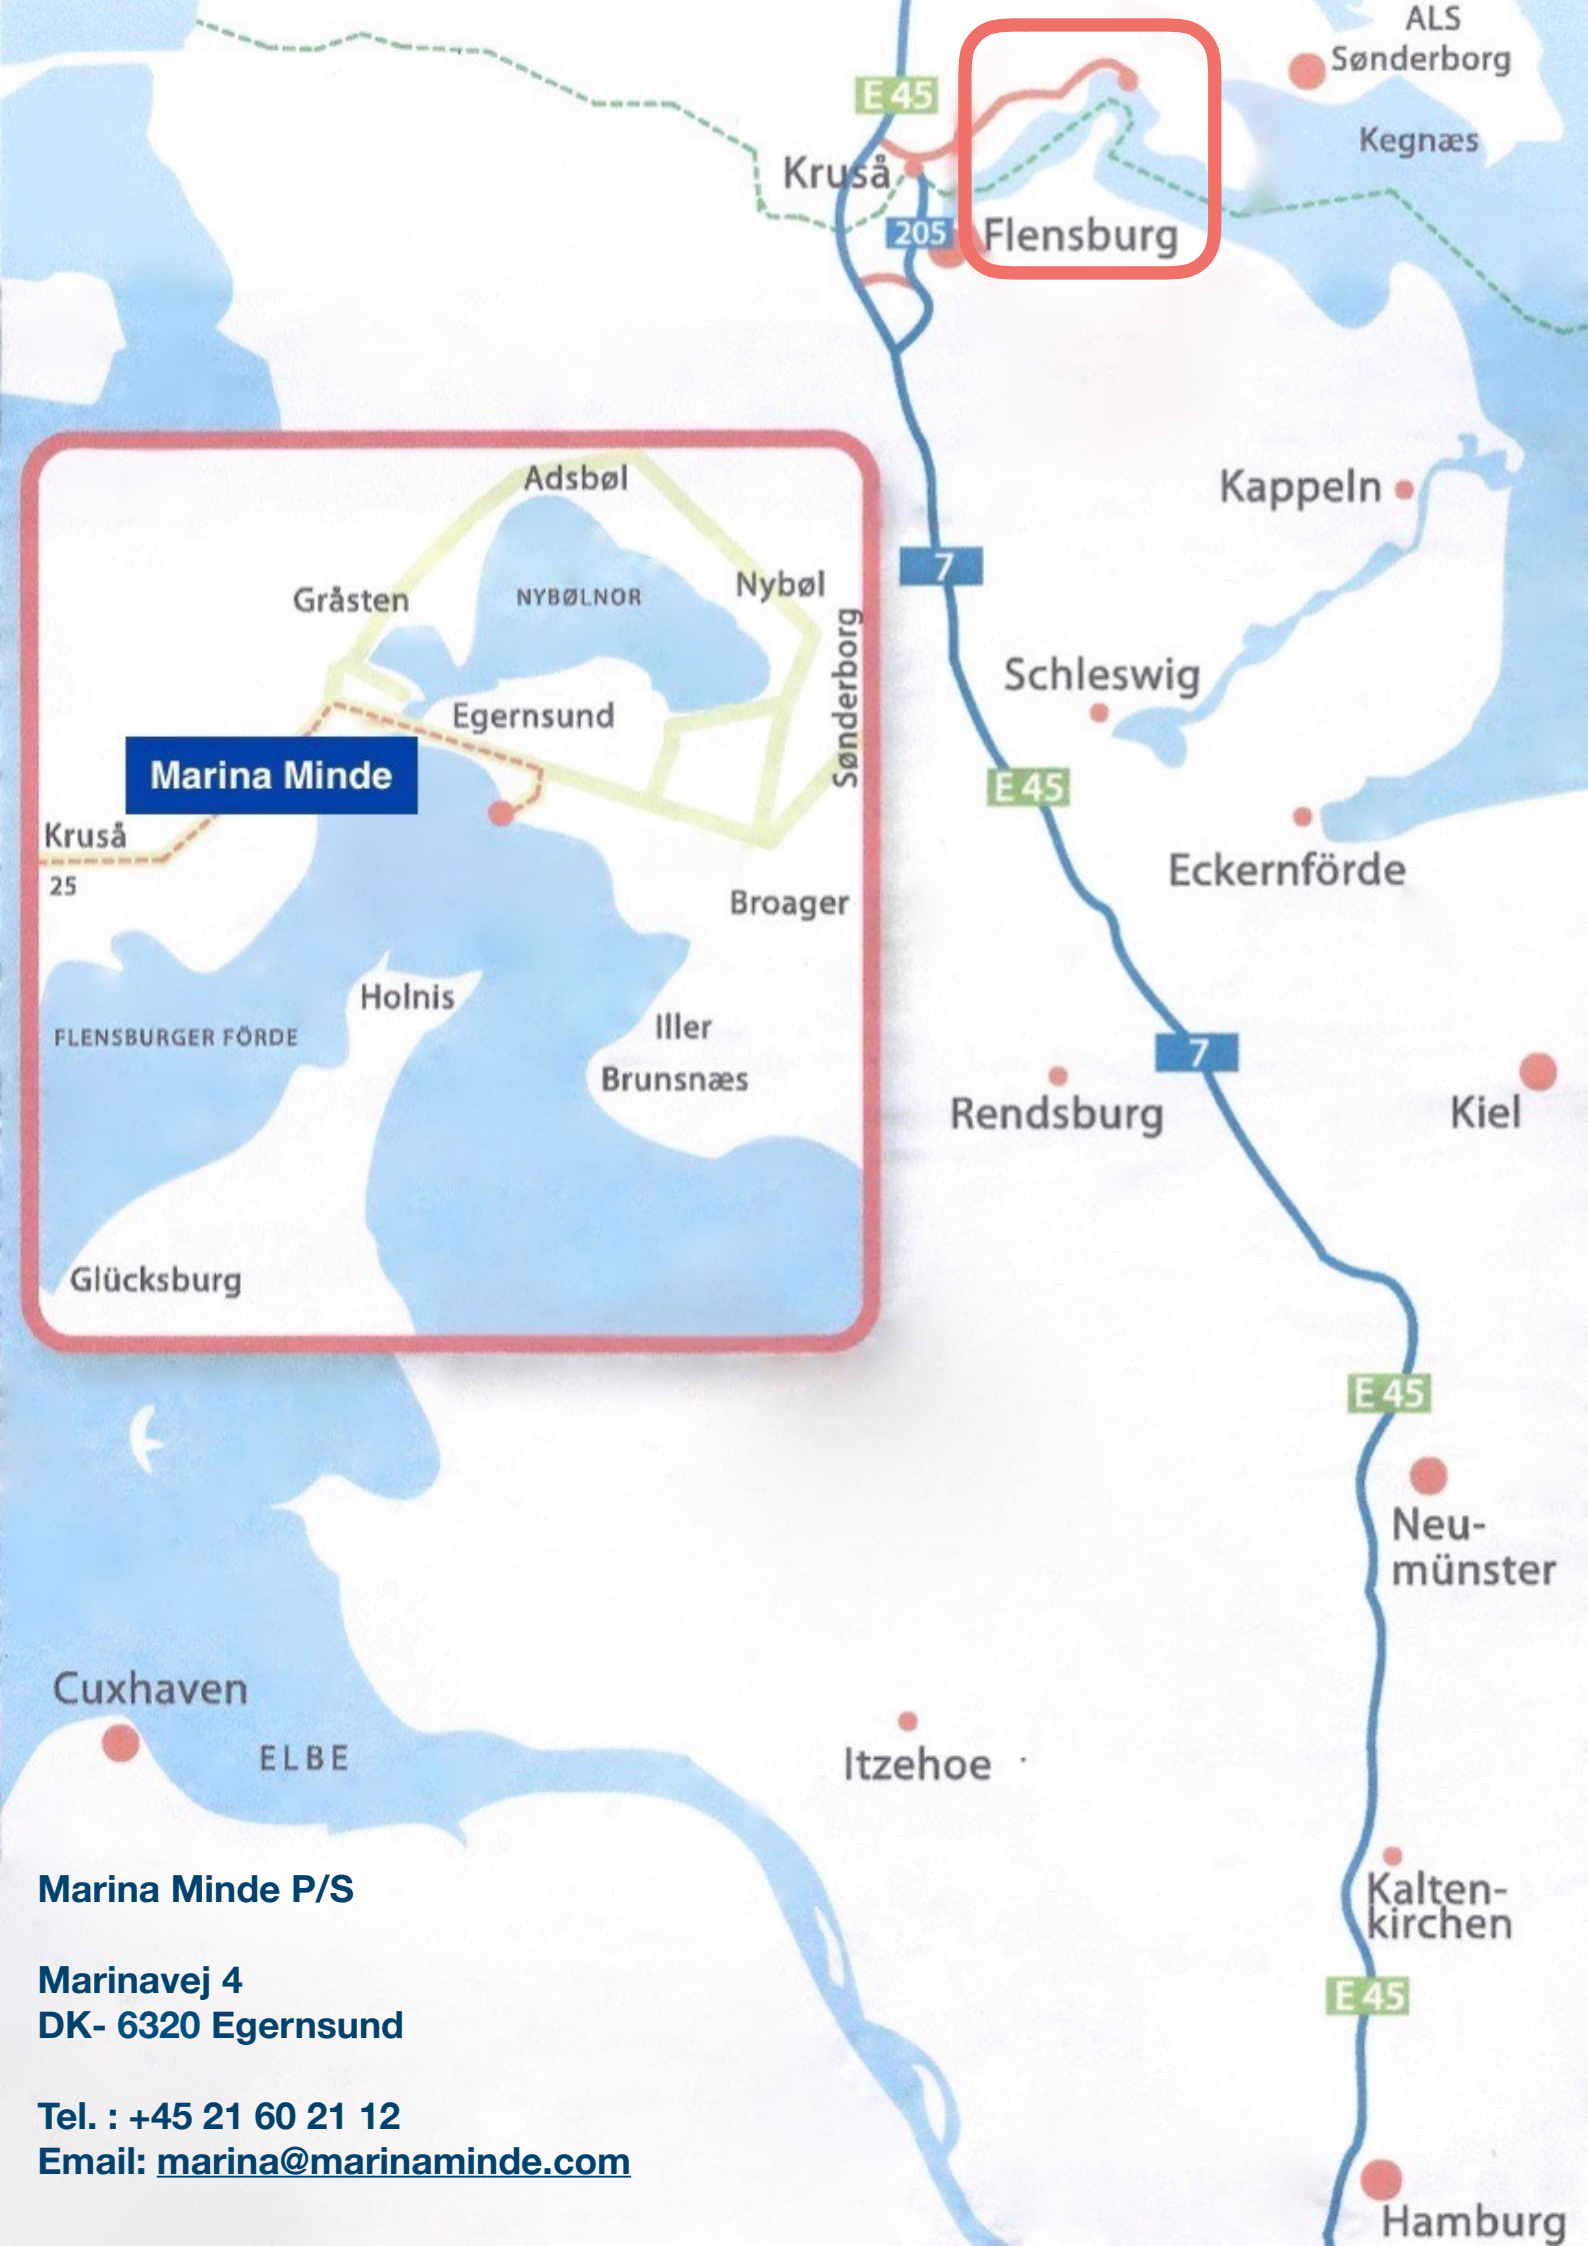 ALS
Sønderborg
E 45
Kegnæs
Kruså
205
Flensburg
Kappeln
Adsbøl
7
Nybøl
Gråsten
NYBØLNOR
Sønderborg
Schleswig
Egernsund
Marina Minde
E 45
Kruså
25
Eckernförde
Broager
Holnis
Iller
FLENSBURGER FÖRDE
7
Brunsnæs
Rendsburg
Kiel
Glücksburg
E 45
Neu-
münster
Cuxhaven
ELBE
Itzehoe
Kalten-
kirchen
E 45
Hamburg
Marina Minde P/S
Marinavej 4
DK- 6320 Egernsund
Tel. : +45 21 60 21 12
Email: marina@marinaminde.com